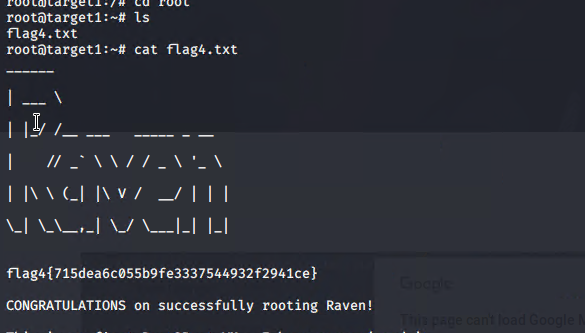 root@target1:/# cd root
root@target1:~# ls
flag4.txt
root@target1:~# cat flag4.txt
______
| ___ \
| |_/ /__ ___   _____ _ __
|    // _` \ \ / / _ \ '_ \
| |\ \ (_| |\ V /  __/ | | |
\_| \_\__,_| \_/ \___|_| |_|
flag4{715dea6c055b9fe3337544932f2941ce}
CONGRATULATIONS on successfully rooting Raven!
Google
This page can't load Google